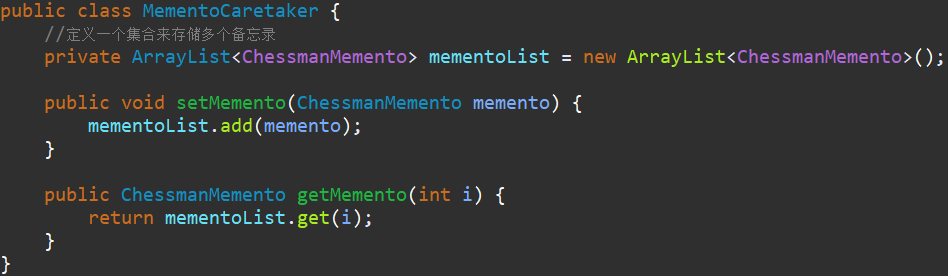 public class MementoCaretaker {
//定义一个集合来存储多个备忘录
private ArrayList<ChessmanMemento> mementoList = new ArrayList<ChessmanMemento>();
public void setMemento(ChessmanMemento memento) {
mementoList.add(memento);
}
public ChessmanMemento getMemento(int i) {
return mementoList.get(i);
}
}